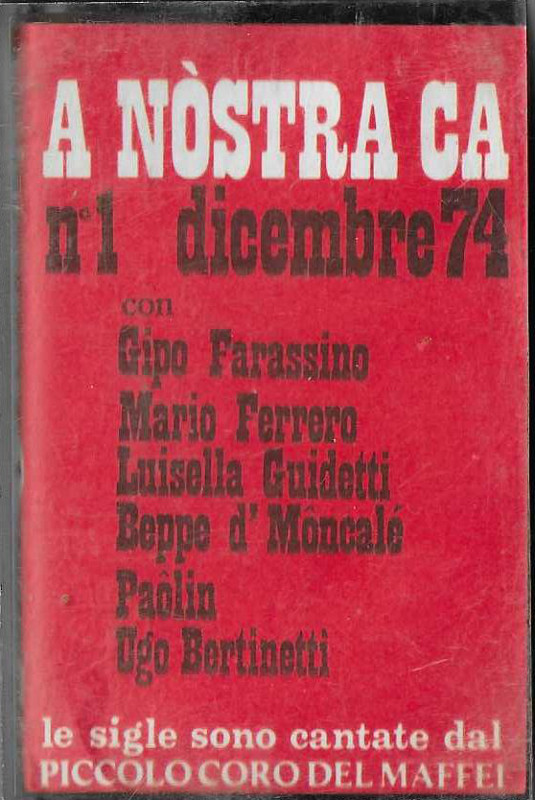 A NÒSTRA CA
n°1 dicembre 74
con
Gipo Farassino
Mario Ferrero
Luisella Guidetti
Beppe d' Môncalé
Paôlin
Ugo Bertinetti
le sigle sono cantate dal
PICCOLO CORO DEL MAFFEI